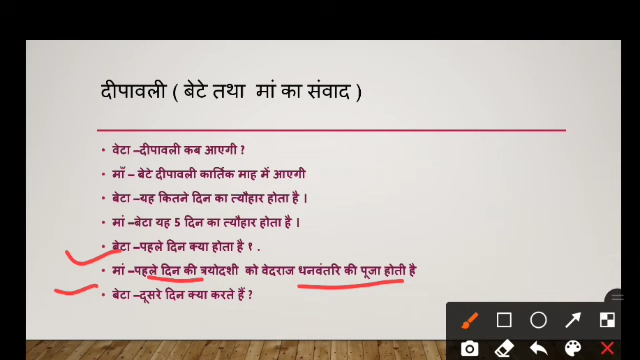 दीपावली ( बेटे तथा मां का संवाद )
• वेटा –दीपावली कब आएगी ?
• माँ – बेटे दीपावली कार्तिक माह में आएगी
• बेटा –यह कितने दिन का त्यौहार होता है ।
• मां –बेटा यह 5 दिन का त्यौहार होता है ।
• बेटा –पहले दिन क्या होता है १ .
• मां –पहले दिन की त्रयोदशी को वेदराज धनवंतरि की पूजा होती है
• बेटा –दूसरे दिन क्या करते हैं ?